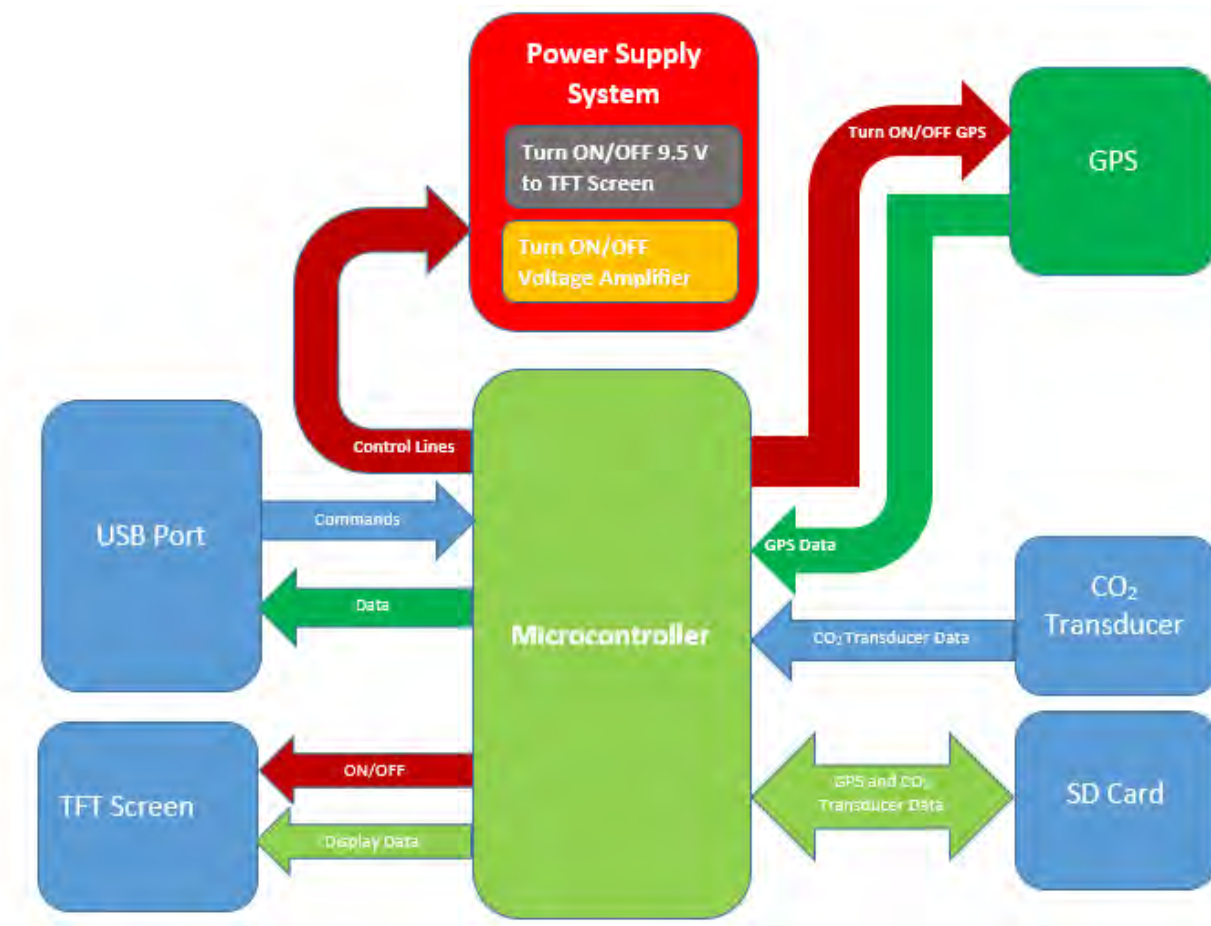 Power Supply
System
Turn ON/OFF 9.5 V
to TFT Screen
Turn ON/OFF
Voltage Amplifier
Turn ON/OFF GPS
GPS
Control Lines
USB Port
Commands
Data
Microcontroller
GPS Data
CO₂
Transducer
CO₂ Transducer Data
TFT Screen
ON/OFF
Display Data
GPS and CO₂
Transducer Data
SD Card